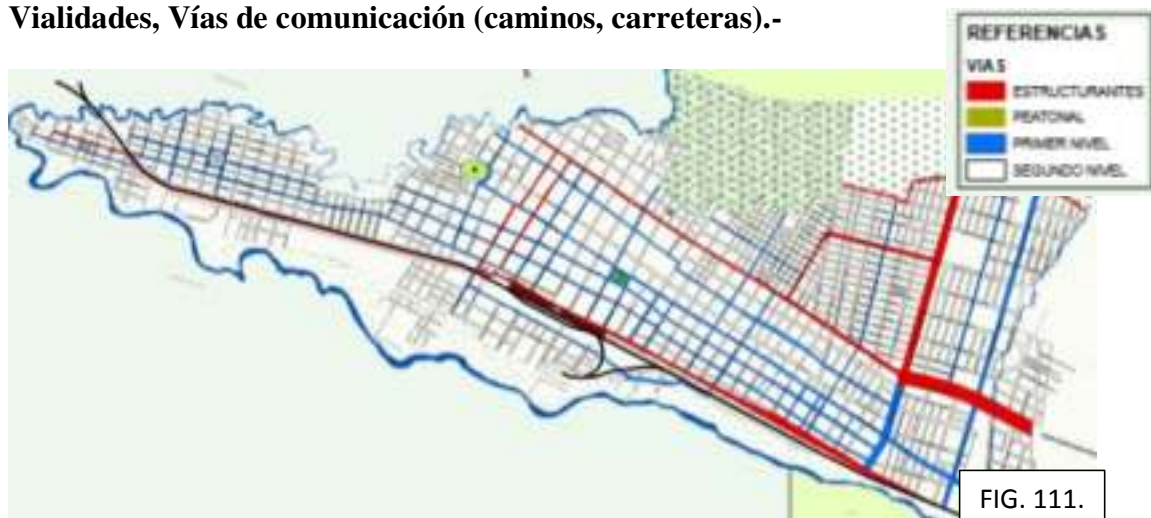 Vialidades, Vías de comunicación (caminos, carreteras).-
REFERENCIAS
VIAS
ESTRUCTURANTES
PEATONAL
PRIMER NIVEL
SEGUNDO NIVEL
FIG. 111.